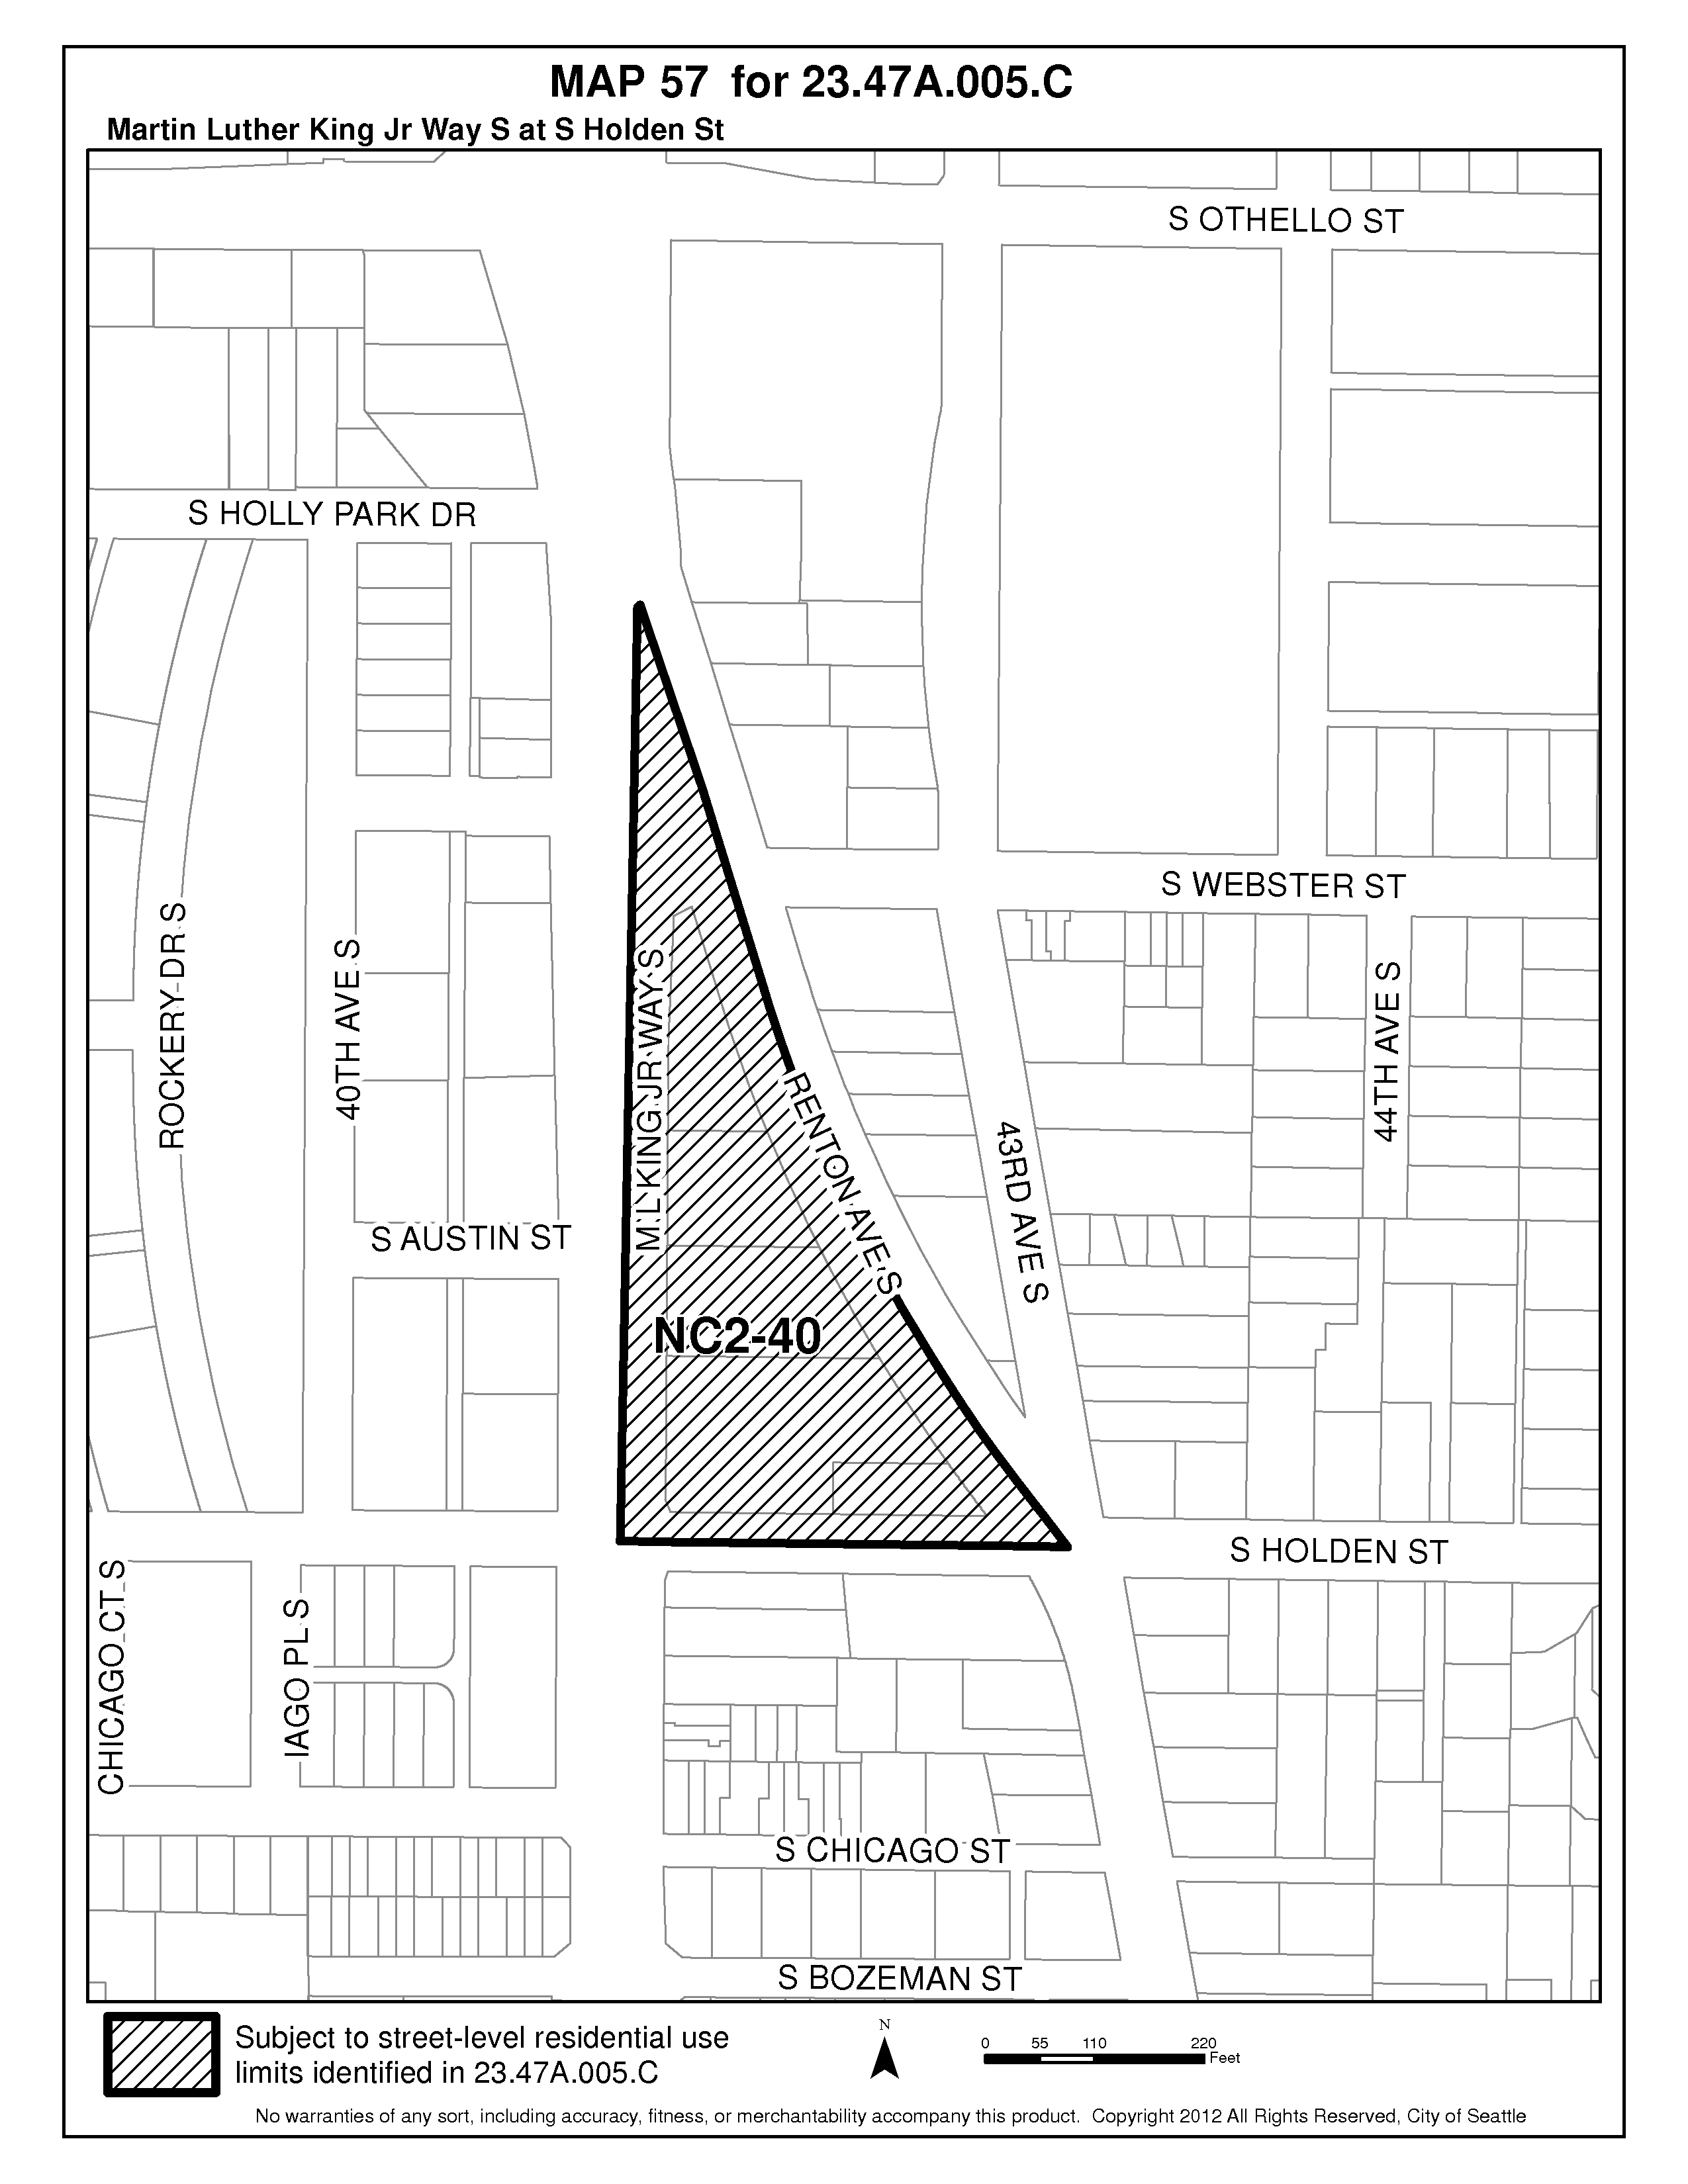 MAP 57 for 23.47A.005.C
Martin Luther King Jr Way S at S Holden St
S OTHELLO ST
S HOLLY PARK DR
S WEBSTER ST
ROCKERY DR S
40TH AVE S
M L KING JR WAY S
RENTON AVE S
43RD AVE S
44TH AVE S
S AUSTIN ST
NC2-40
S HOLDEN ST
CHICAGO CT S
IAGO PL S
S CHICAGO ST
S BOZEMAN ST
Subject to street-level residential use
limits identified in 23.47A.005.C
N
0 55 110 220
Feet
No warranties of any sort, including accuracy, fitness, or merchantability accompany this product. Copyright 2012 All Rights Reserved, City of Seattle